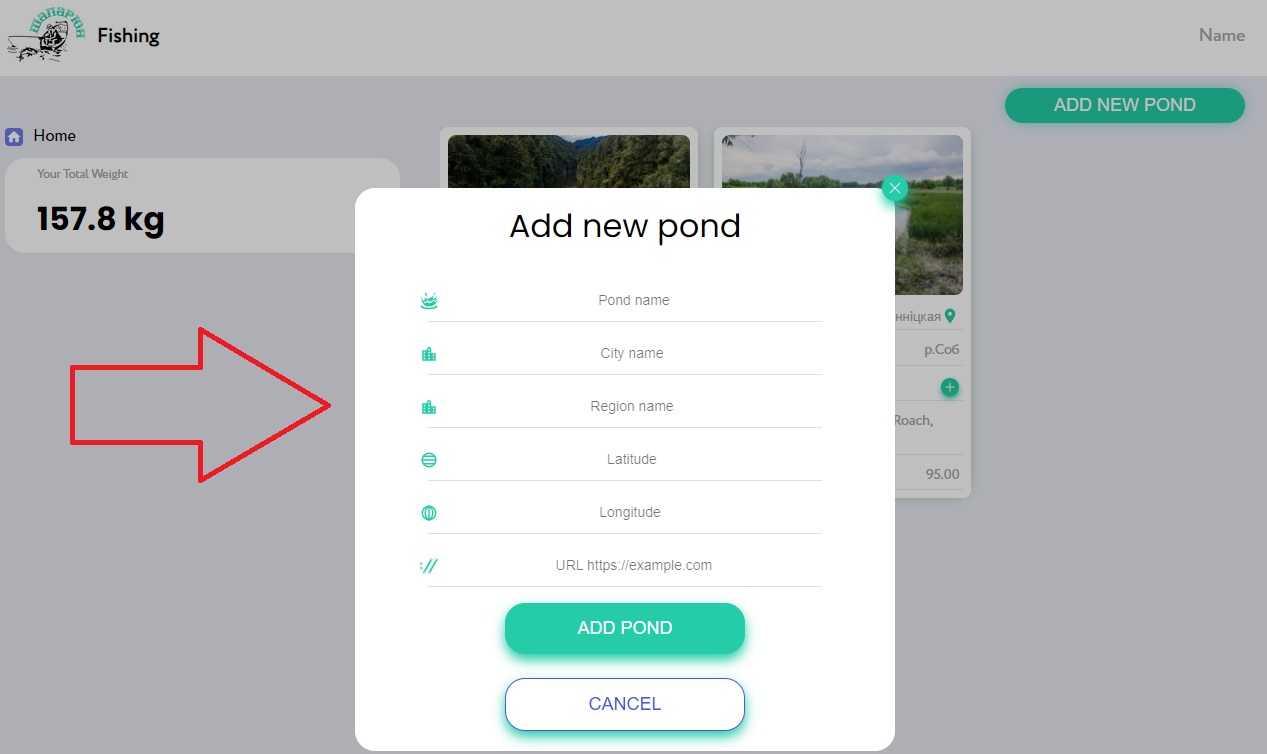 шапарюн
Fishing
Name
ADD NEW POND
Home
Your Total Weight
157.8 kg
Add new pond
Pond name
City name
Region name
Latitude
Longitude
URL https://example.com
ADD POND
CANCEL
нніцкая
р.Соб
Roach,
95.00